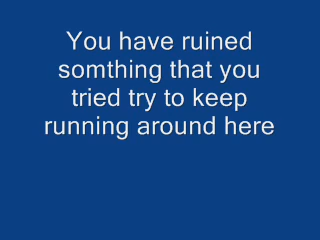 You have ruined
somthing that you
tried try to keep
running around here